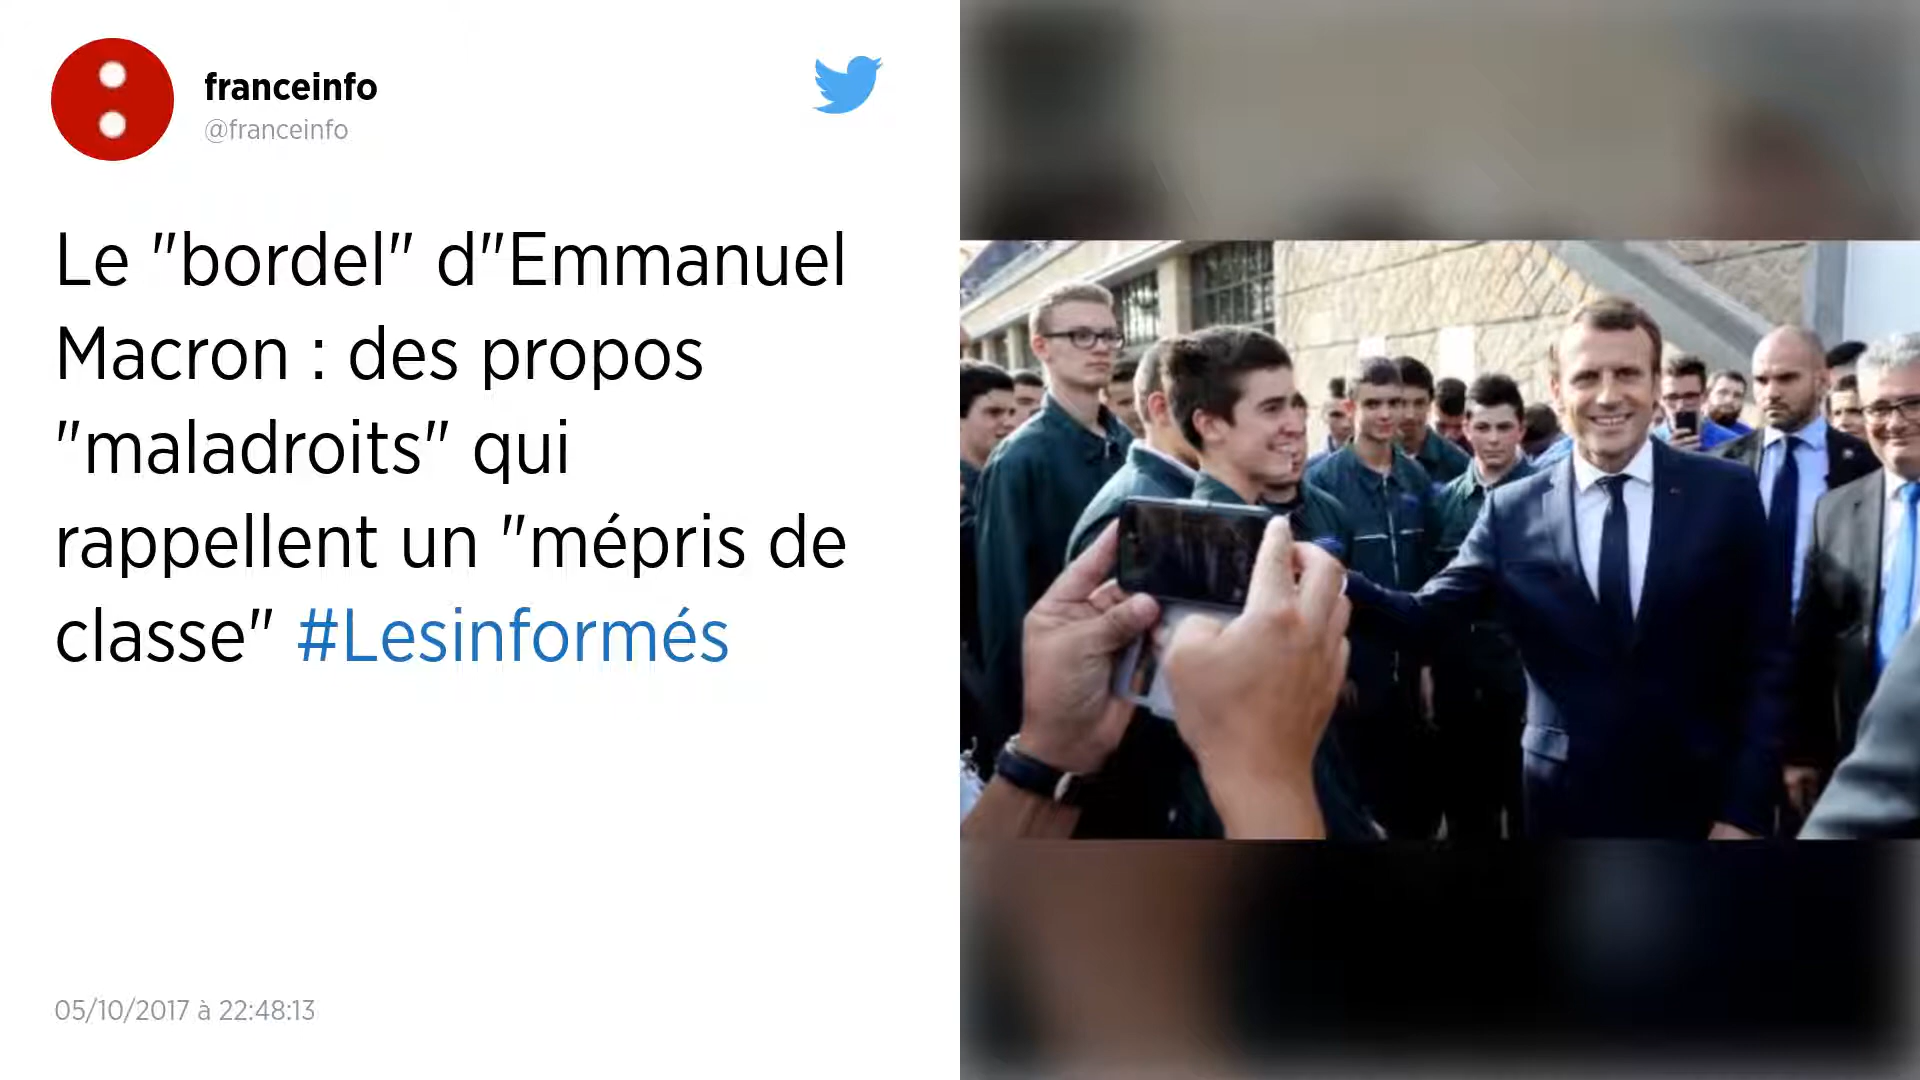 franceinfo
@franceinfo
Le "bordel" d"Emmanuel
Macron : des propos
"maladroits" qui
rappellent un "mépris de
classe" #Lesinformés
05/10/2017 à 22:48:13